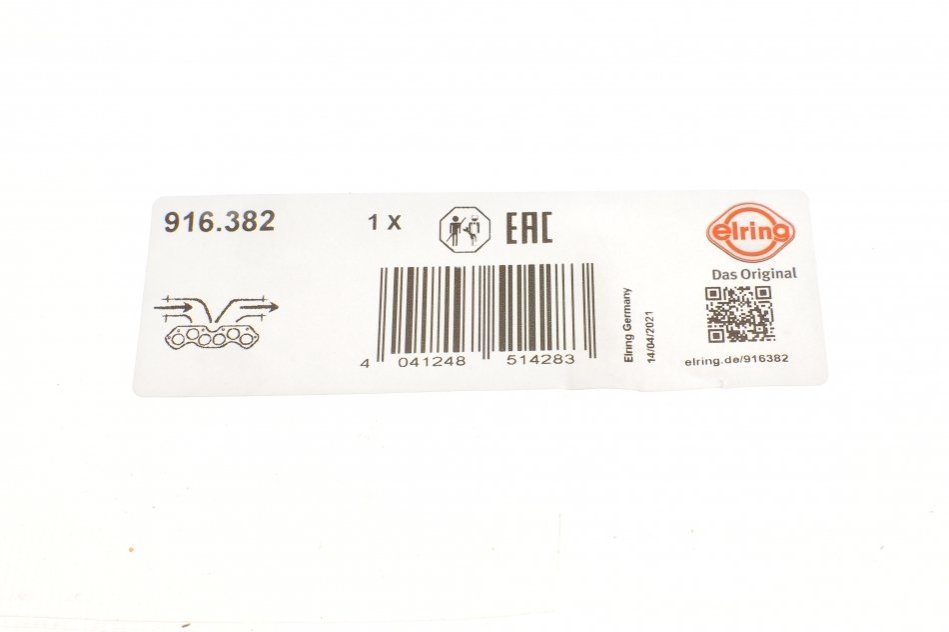 916.382
1 X
EAC
elring
Das Original
4 041248 514283
Elring Germany
14/04/2021
elring.de/916382